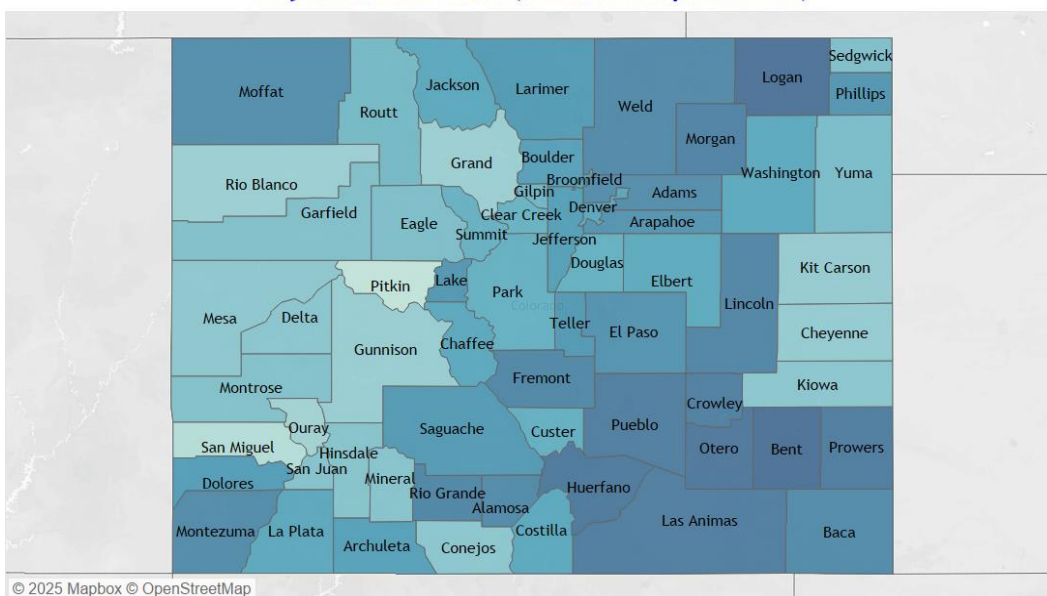 Sedgwick
Logan
Jackson
Larimer
Moffat
Phillips
Weld
Routt
Morgan
Boulder
Grand
Washington
Yuma
Broomfield
Rio Blanco
Gilpin
Adams
Denver
Garfield
Clear Creek
Eagle
Arapahoe
Summit
Jefferson
Douglas
Kit Carson
Elbert
Lake
Pitkin
Park
Lincoln
Colorado
Mesa
Delta
Teller
El Paso
Cheyenne
Chaffee
Gunnison
Fremont
Kiowa
Montrose
Crowley
Pueblo
Ouray
Saguache
Custer
San Miguel
Otero
Bent
Prowers
Hinsdale
San Juan
Mineral
Dolores
Huerfano
Rio Grande
Alamosa
Las Animas
Montezuma
La Plata
Costilla
Baca
Archuleta
Conejos
© 2025 Mapbox © OpenStreetMap